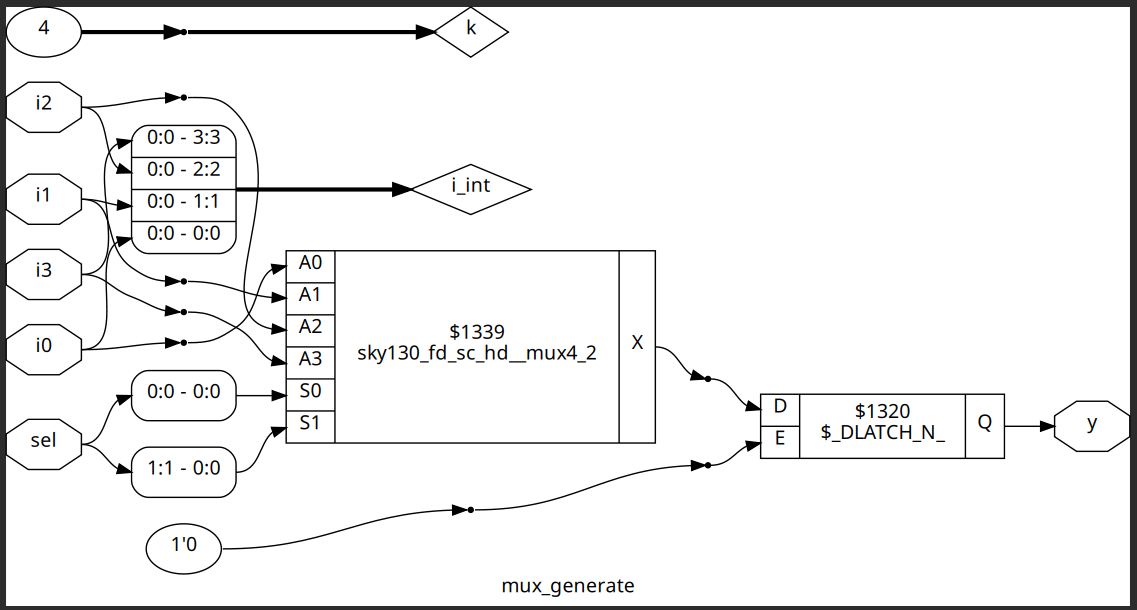 4
k
i2
0:0 - 3:3
0:0 - 2:2
0:0 - 1:1
0:0 - 0:0
i_int
i1
i3
i0
sel
0:0 - 0:0
1:1 - 0:0
1'0
A0
A1
A2
A3
S0
S1
$1339
sky130_fd_sc_hd__mux4_2
X
D
E
$1320
$_DLATCH_N_
Q
y
mux_generate